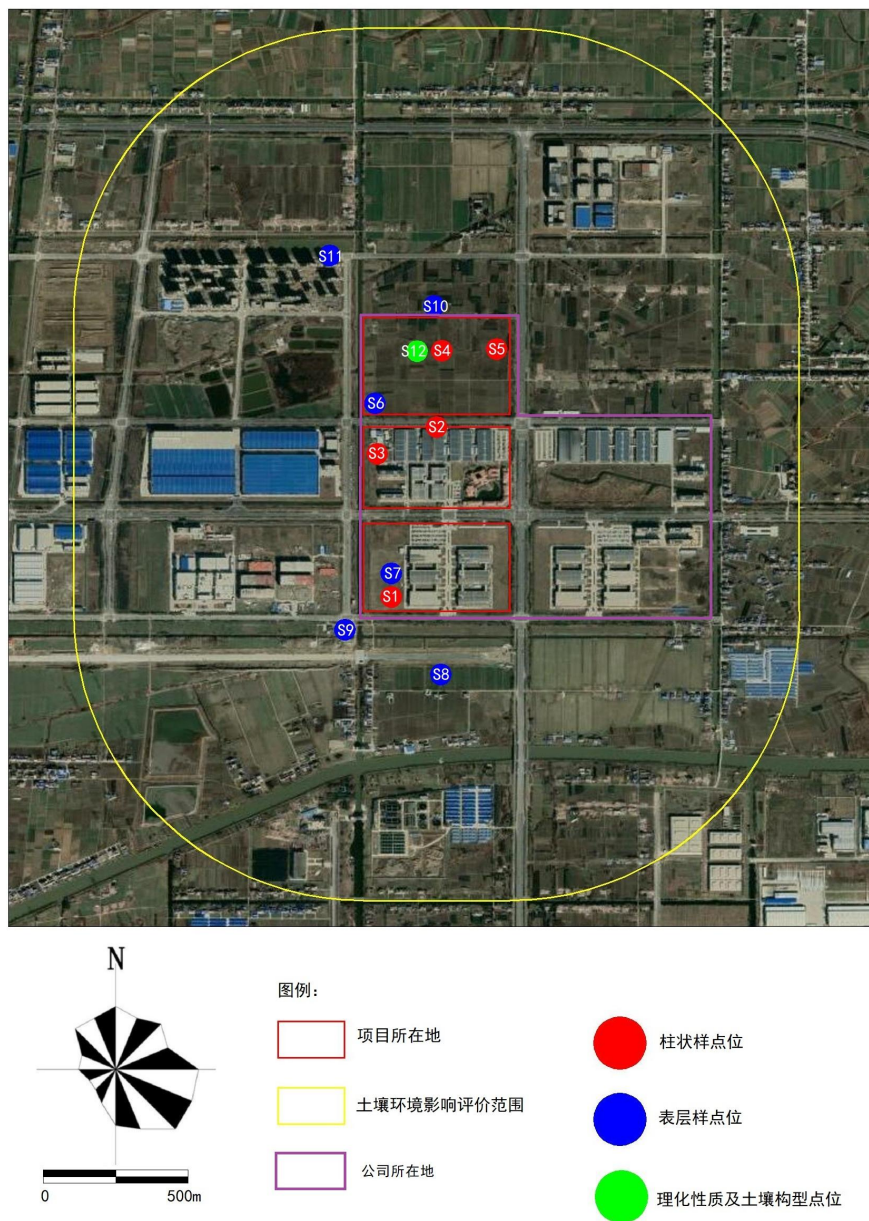 S11
S10
S12
S4
S5
S6
S2
S3
S7
S1
S9
S8
N
图例：
项目所在地
柱状样点位
土壤环境影响评价范围
表层样点位
公司所在地
理化性质及土壤构型点位
0
500m